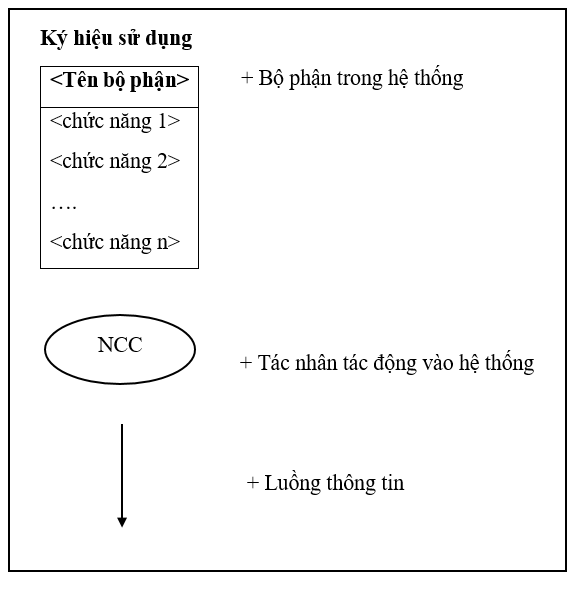 Ký hiệu sử dụng
<Tên bộ phận>
+ Bộ phận trong hệ thống
<chức năng 1>
<chức năng 2>
….
<chức năng n>
NCC
+ Tác nhân tác động vào hệ thống
+ Luồng thông tin